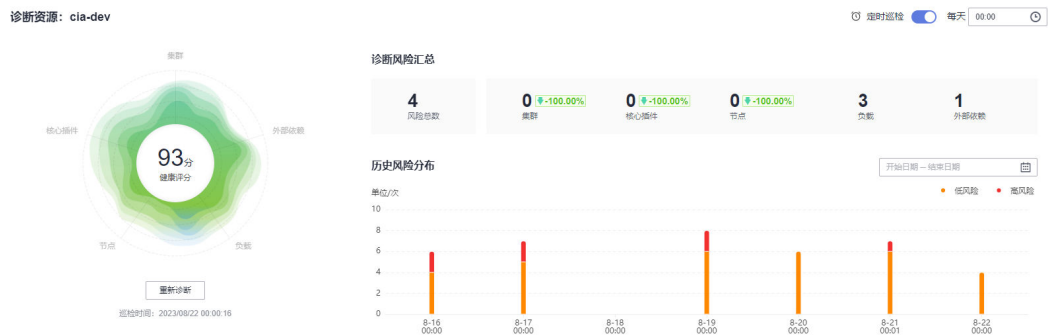 诊断资源：cia-dev
定时巡检 每天 00:00
集群
核心插件
外部依赖
93分
健康评分
节点
负载
重新诊断
巡检时间：2023/08/22 00:00:16
诊断风险汇总
4
风险总数
0 -100.00%
集群
0 -100.00%
核心插件
0 -100.00%
节点
3
负载
1
外部依赖
历史风险分布
开始日期 – 结束日期
单位/次
低风险 高风险
10
8
6
4
2
0
8-16 8-17 8-18 8-19 8-20 8-21 8-22
00:00 00:00 00:00 00:00 00:00 00:01 00:00